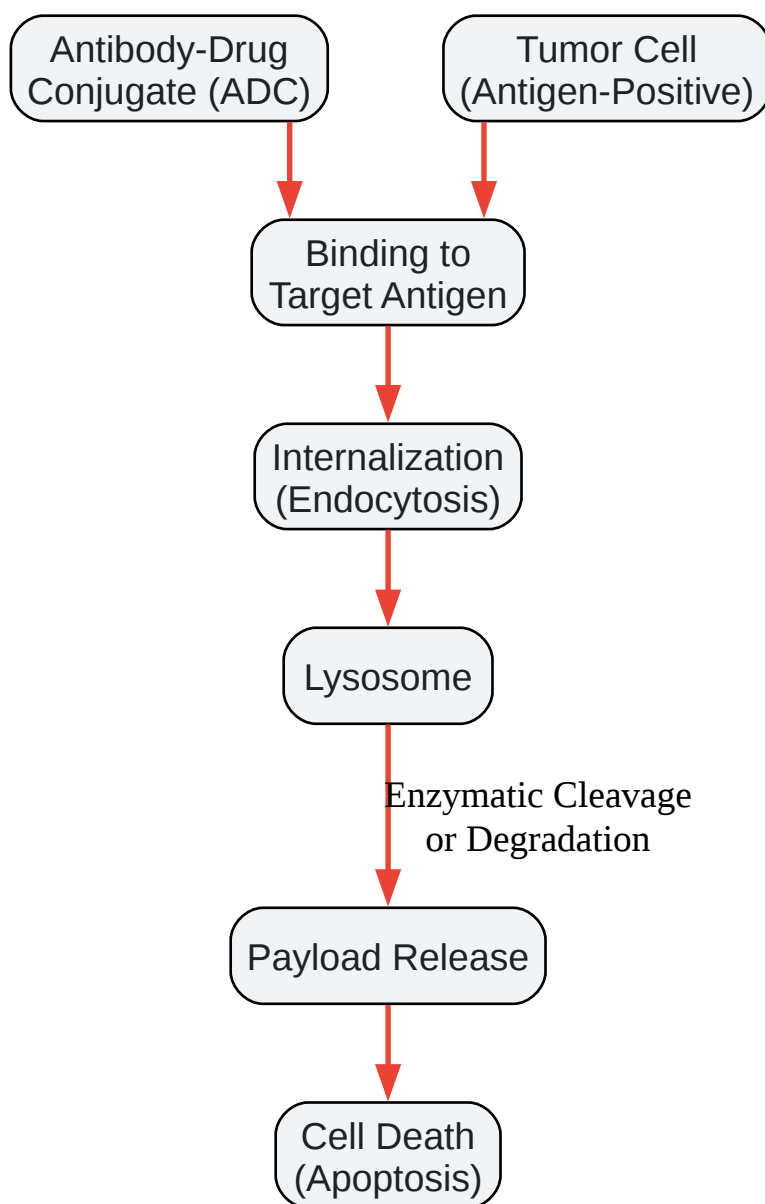 Antibody-Drug
Conjugate (ADC)
Tumor Cell
(Antigen-Positive)
Binding to
Target Antigen
Internalization
(Endocytosis)
Lysosome
Enzymatic Cleavage
or Degradation
Payload Release
Cell Death
(Apoptosis)